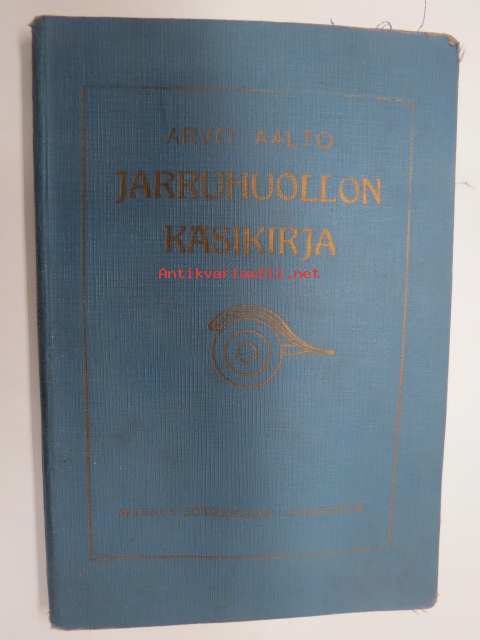 ARVO AALTO
JARRUHUOLLON
KÄSIKIRJA
Antikvariaatti.net